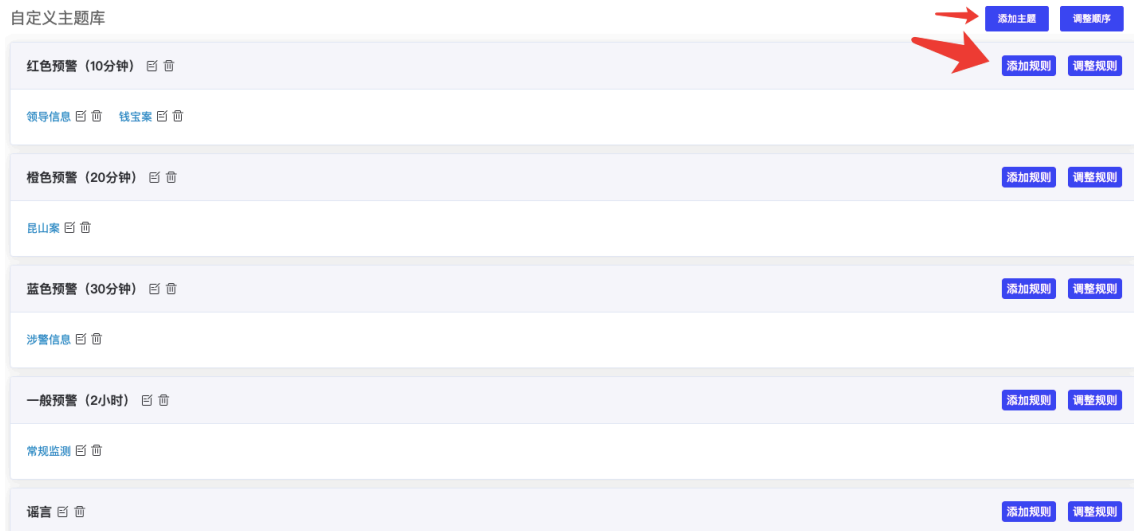 自定义主题库 添加主题 调整顺序
红色预警（10分钟） 添加规则 调整规则
领导信息 钱宝案
橙色预警（20分钟） 添加规则 调整规则
昆山案
蓝色预警（30分钟） 添加规则 调整规则
涉警信息
一般预警（2小时） 添加规则 调整规则
常规监测
谣言 添加规则 调整规则